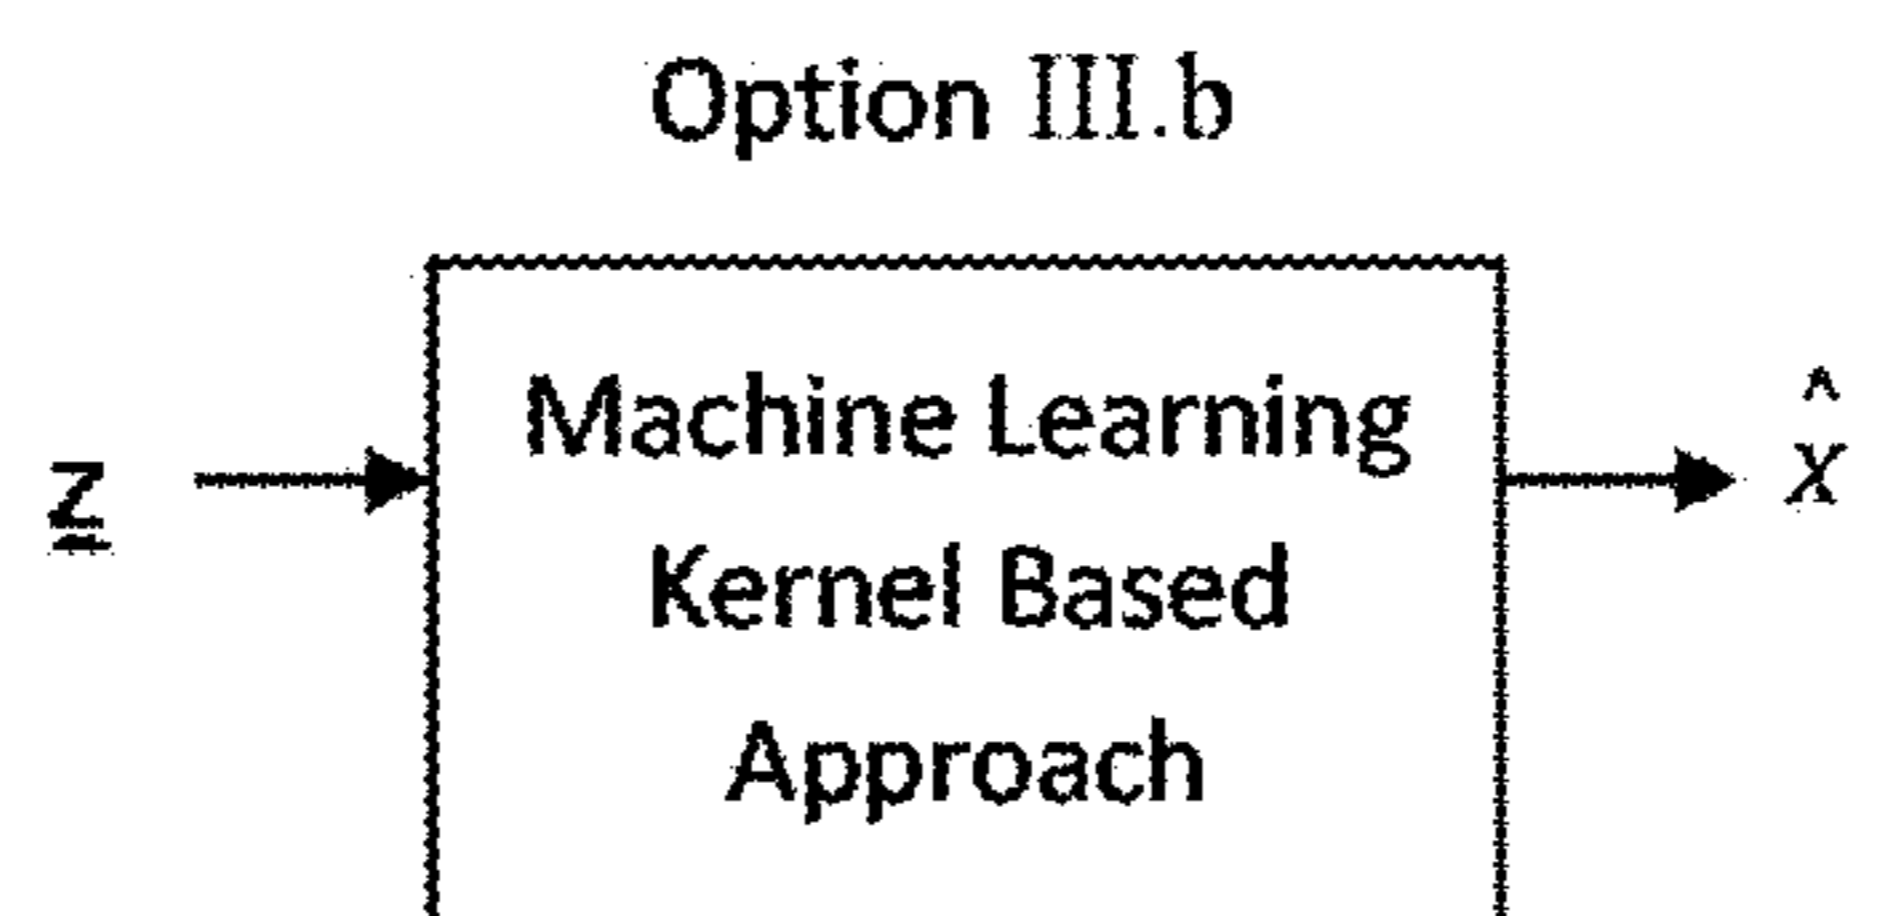 Option III.b
Machine Learning
z̲ x̂
Kernel Based
Approach